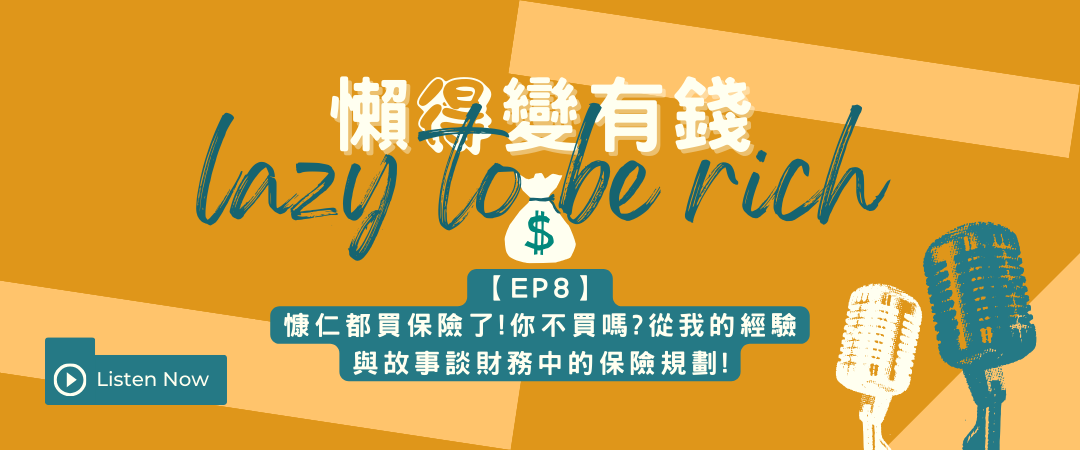 懶得變有錢
lazy to be rich
$
【EP8】
慷仁都買保險了!你不買嗎?從我的經驗
與故事談財務中的保險規劃!
Listen Now